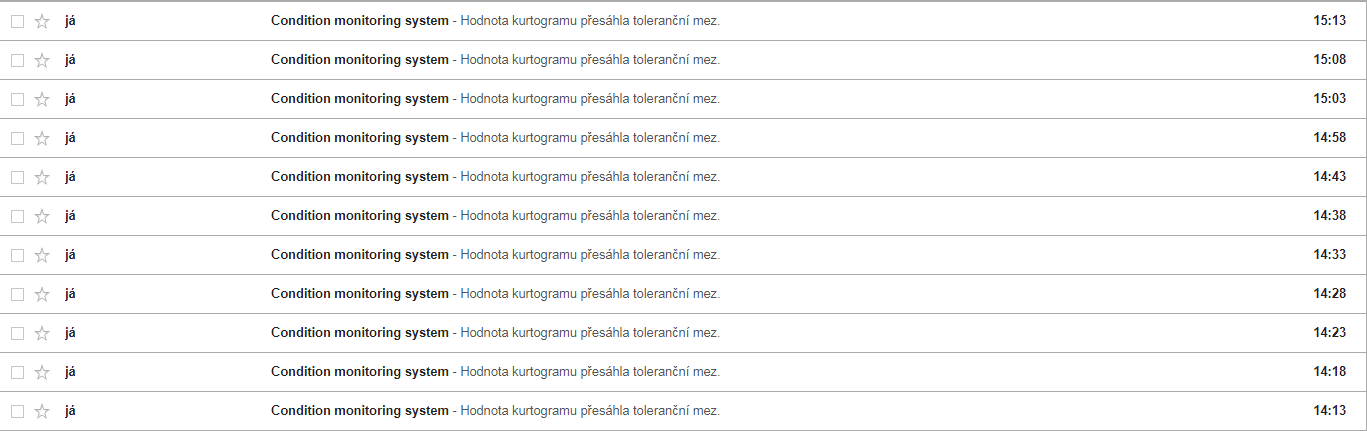 já Condition monitoring system - Hodnota kurtogramu přesáhla toleranční mez. 15:13
já Condition monitoring system - Hodnota kurtogramu přesáhla toleranční mez. 15:08
já Condition monitoring system - Hodnota kurtogramu přesáhla toleranční mez. 15:03
já Condition monitoring system - Hodnota kurtogramu přesáhla toleranční mez. 14:58
já Condition monitoring system - Hodnota kurtogramu přesáhla toleranční mez. 14:43
já Condition monitoring system - Hodnota kurtogramu přesáhla toleranční mez. 14:38
já Condition monitoring system - Hodnota kurtogramu přesáhla toleranční mez. 14:33
já Condition monitoring system - Hodnota kurtogramu přesáhla toleranční mez. 14:28
já Condition monitoring system - Hodnota kurtogramu přesáhla toleranční mez. 14:23
já Condition monitoring system - Hodnota kurtogramu přesáhla toleranční mez. 14:18
já Condition monitoring system - Hodnota kurtogramu přesáhla toleranční mez. 14:13